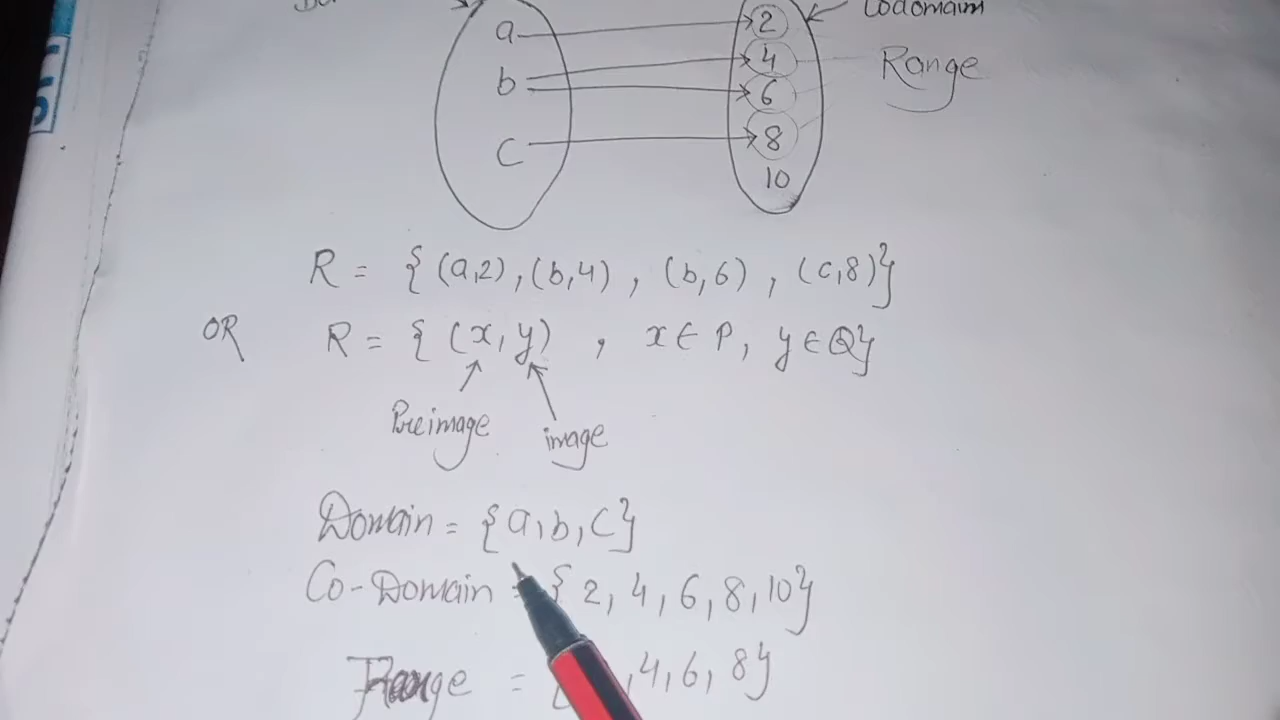 Codomain
a 2
b 4
6
Range
c 8
10
R = { (a,2) , (b,4) , (b,6) , (c,8)}
OR R = { (x, y) , x ∈ P, y ∈ Q}
Preimage image
Domain = {a, b, c}
Co-Domain = { 2, 4, 6, 8, 10}
Range = { , 4, 6, 8}